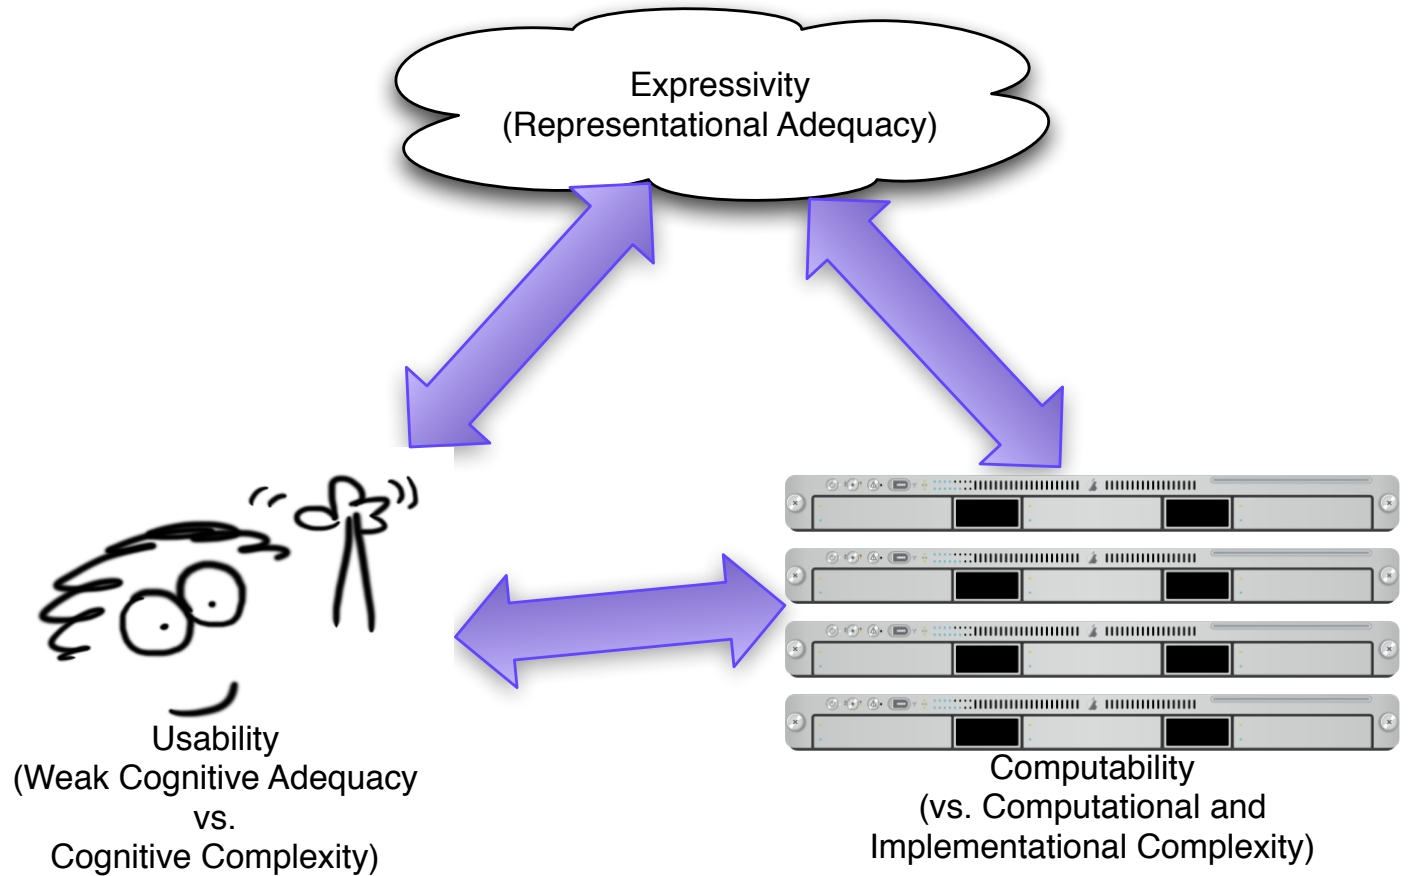 Expressivity
(Representational Adequacy)
Usability
(Weak Cognitive Adequacy
vs.
Cognitive Complexity)
Computability
(vs. Computational and
Implementational Complexity)